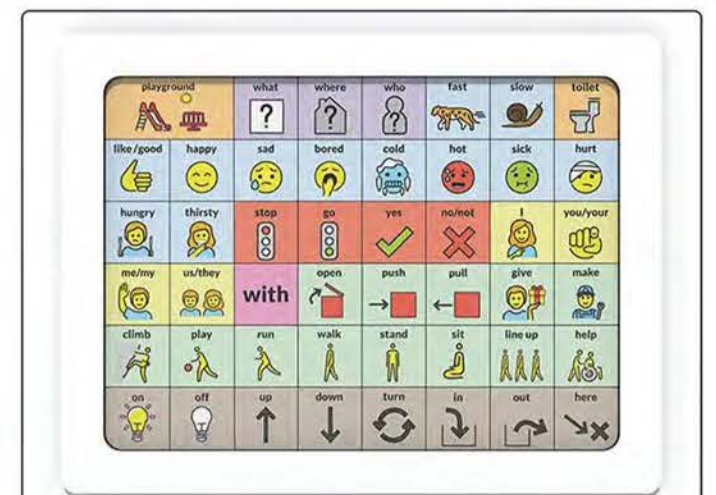 playground what where who fast slow toilet
? ? ?
like/good happy sad bored cold hot sick hurt
hungry thirsty stop go yes no/not I you/your
me/my us/they with open push pull give make
climb play run walk stand sit line up help
on off up down turn in out here